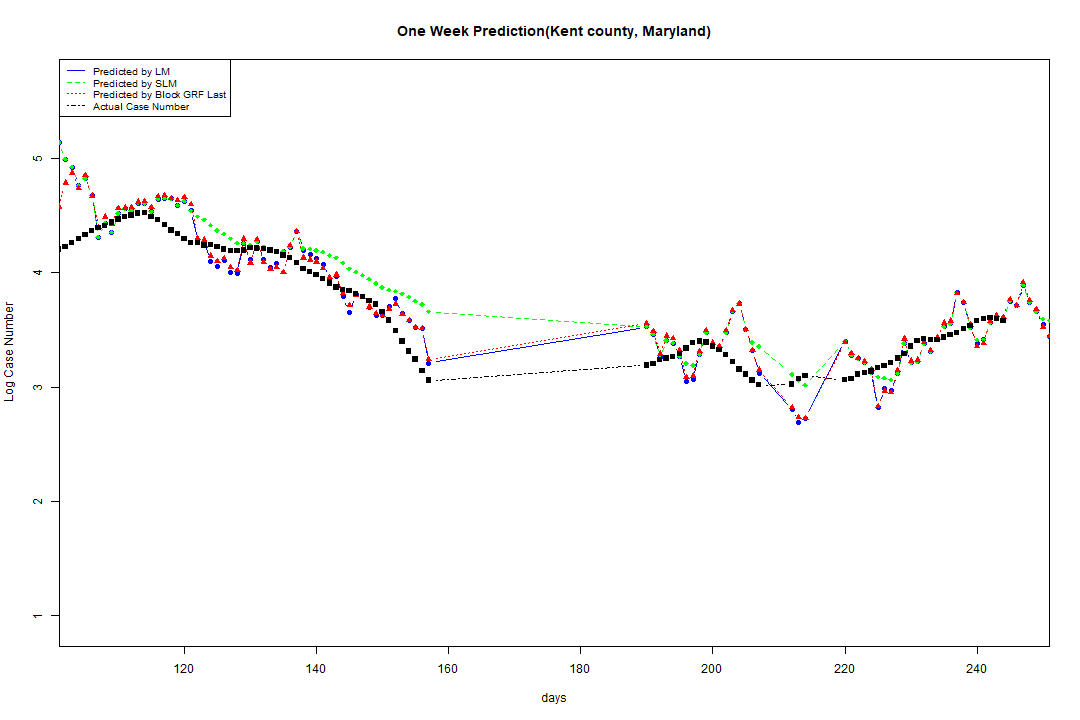 One Week Prediction(Kent county, Maryland)
Predicted by LM
Predicted by SLM
Predicted by Block GRF Last
Actual Case Number
5
4
3
2
1
Log Case Number
120 140 160 180 200 220 240
days